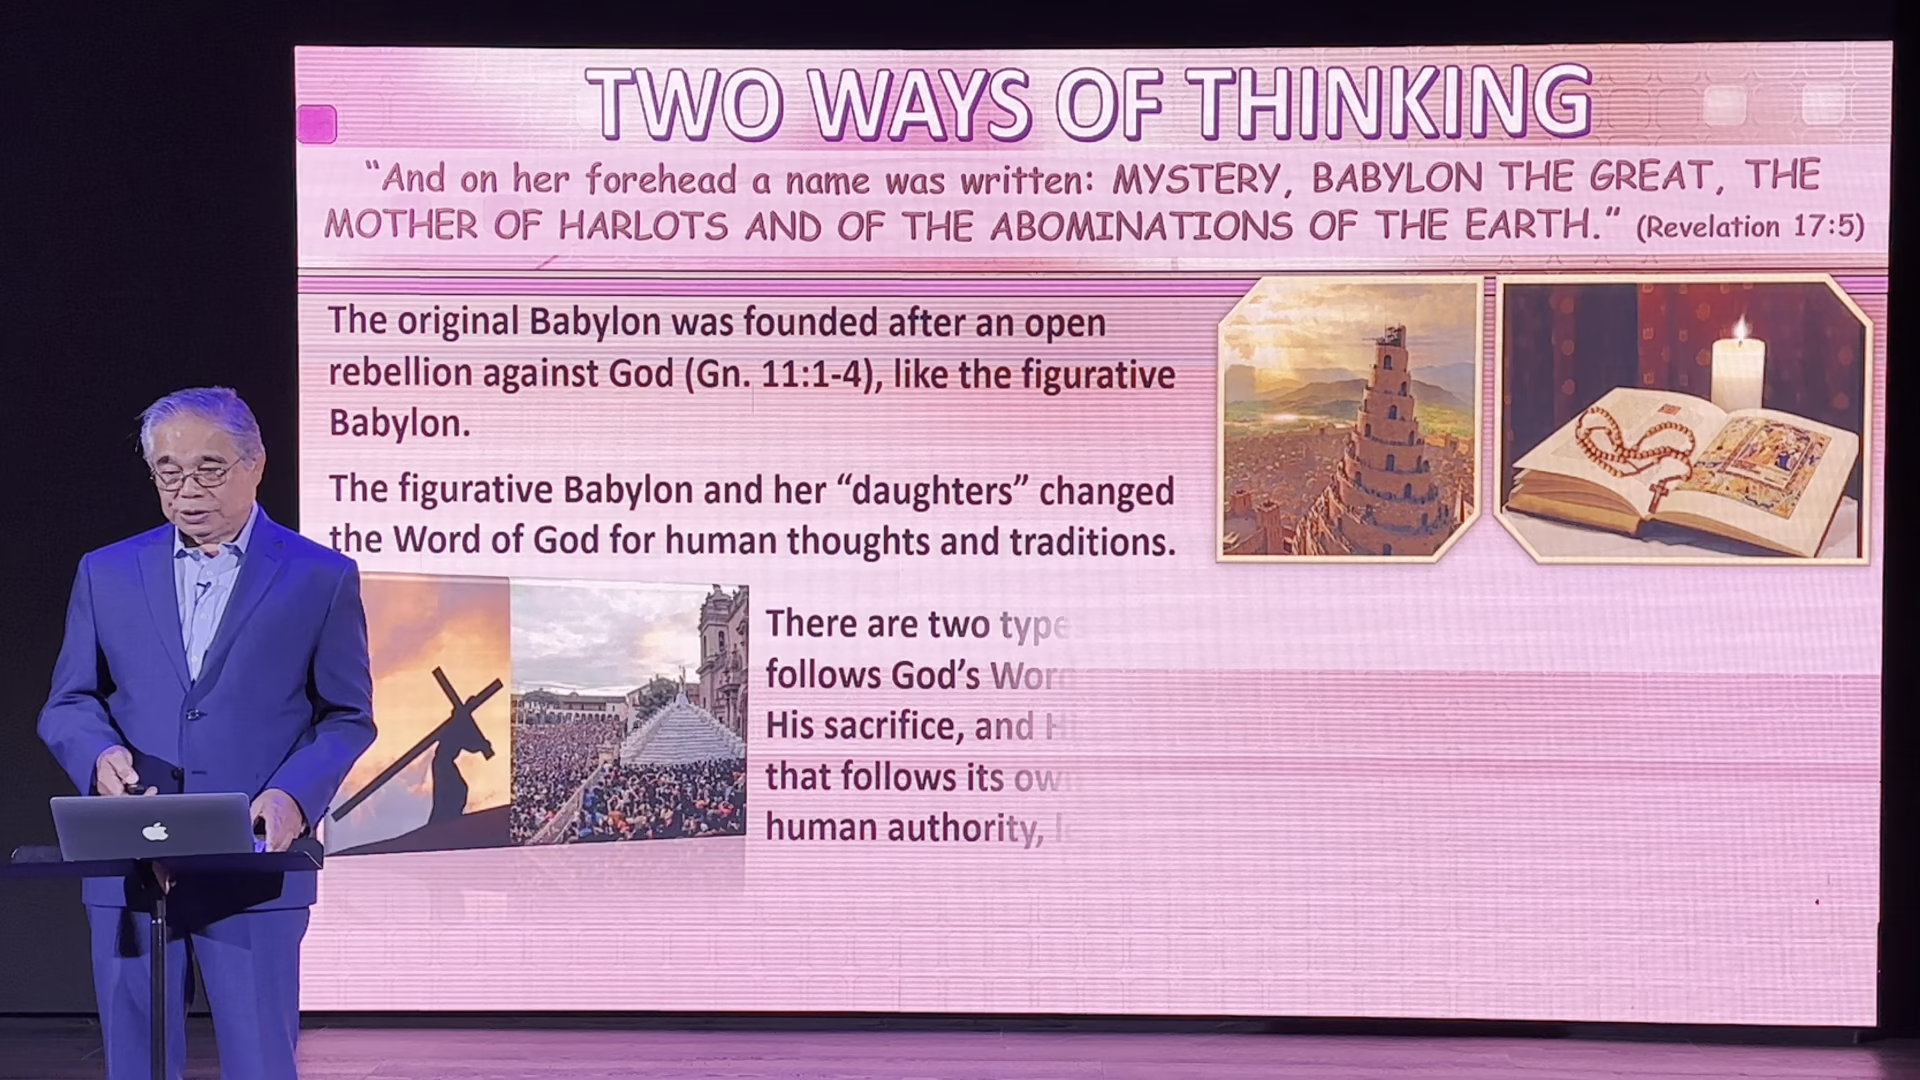 TWO WAYS OF THINKING
“And on her forehead a name was written: MYSTERY, BABYLON THE GREAT, THE
MOTHER OF HARLOTS AND OF THE ABOMINATIONS OF THE EARTH.” (Revelation 17:5)
The original Babylon was founded after an open
rebellion against God (Gn. 11:1-4), like the figurative
Babylon.
The figurative Babylon and her “daughters” changed
the Word of God for human thoughts and traditions.
There are two
follows God’s
His sacrifice, and
that follows its
human authority,